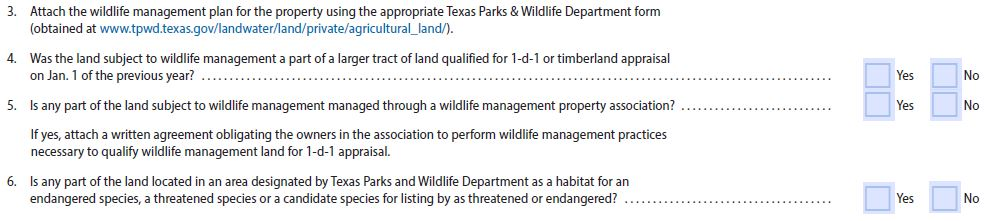 3. Attach the wildlife management plan for the property using the appropriate Texas Parks & Wildlife Department form
(obtained at www.tpwd.texas.gov/landwater/land/private/agricultural_land/).
4. Was the land subject to wildlife management a part of a larger tract of land qualified for 1-d-1 or timberland appraisal
on Jan. 1 of the previous year? ........................................................................................................ Yes No
5. Is any part of the land subject to wildlife management managed through a wildlife management property association? ......................... Yes No
If yes, attach a written agreement obligating the owners in the association to perform wildlife management practices
necessary to qualify wildlife management land for 1-d-1 appraisal.
6. Is any part of the land located in an area designated by Texas Parks and Wildlife Department as a habitat for an
endangered species, a threatened species or a candidate species for listing by as threatened or endangered? .................................. Yes No